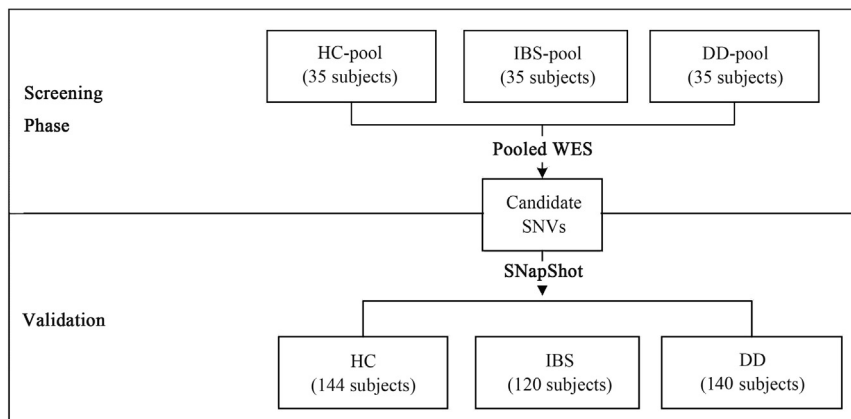 HC-pool
(35 subjects)
IBS-pool
(35 subjects)
DD-pool
(35 subjects)
Screening
Phase
Pooled WES
Candidate
SNVs
SNapShot
Validation
HC
(144 subjects)
IBS
(120 subjects)
DD
(140 subjects)